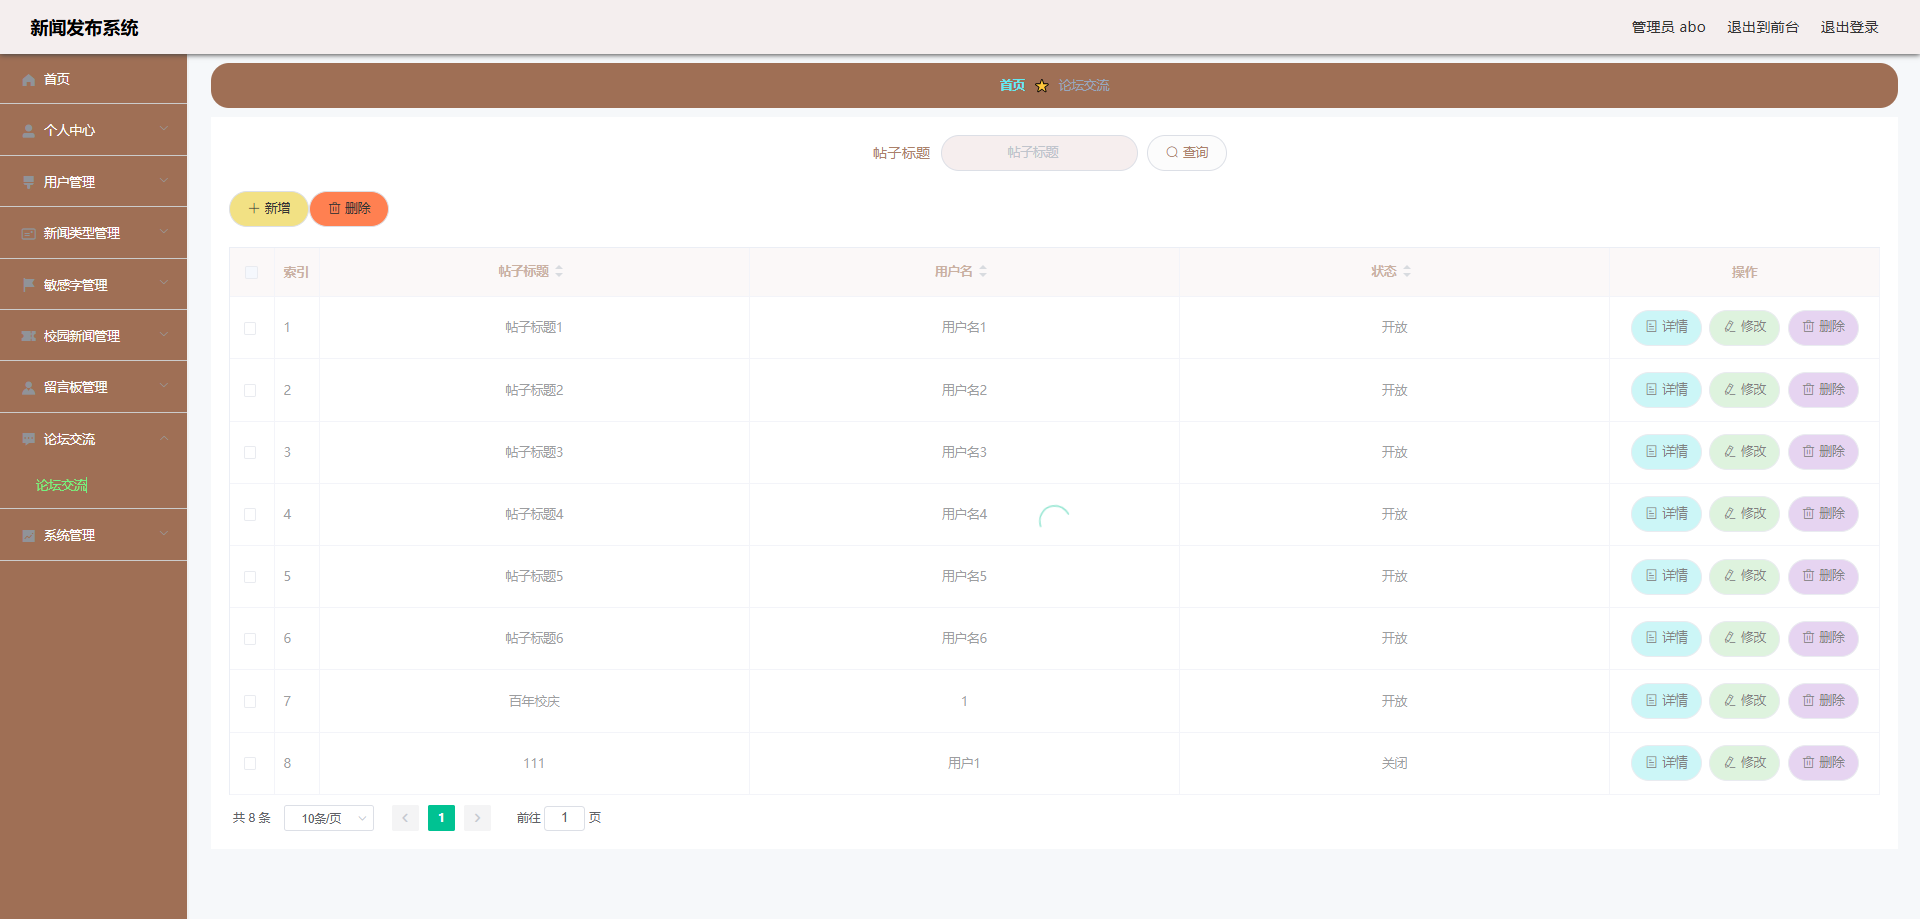 新闻发布系统
管理员 abo 退出到前台 退出登录
首页
个人中心
用户管理
新闻类型管理
敏感字管理
校园新闻管理
留言板管理
论坛交流
论坛交流
系统管理
首页 论坛交流
帖子标题 帖子标题 查询
新增 删除
索引 帖子标题 用户名 状态 操作
1 帖子标题1 用户名1 开放 详情 修改 删除
2 帖子标题2 用户名2 开放 详情 修改 删除
3 帖子标题3 用户名3 开放 详情 修改 删除
4 帖子标题4 用户名4 开放 详情 修改 删除
5 帖子标题5 用户名5 开放 详情 修改 删除
6 帖子标题6 用户名6 开放 详情 修改 删除
7 百年校庆 1 开放 详情 修改 删除
8 111 用户1 关闭 详情 修改 删除
共 8 条 10条/页 1 前往 1 页